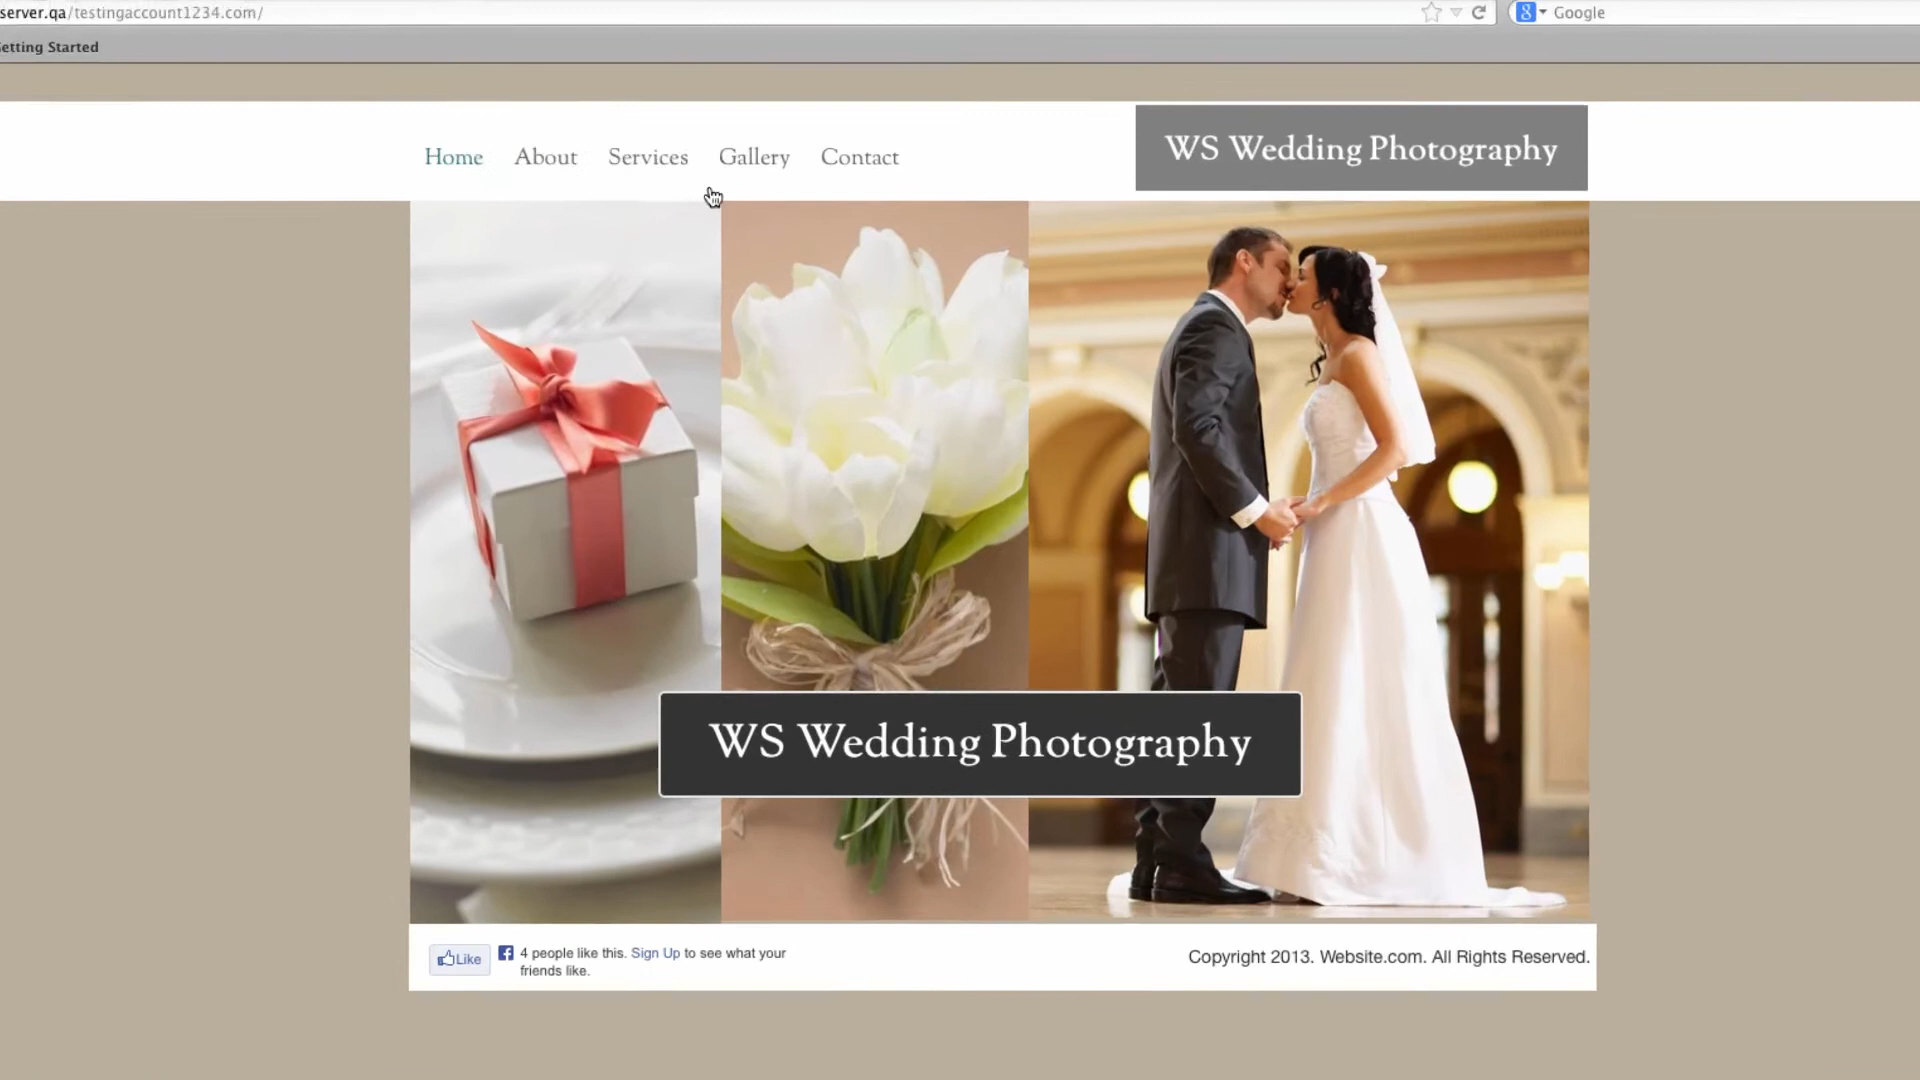 server.qa/testingaccount1234.com/
Google
etting Started
Home About Services Gallery Contact
WS Wedding Photography
WS Wedding Photography
Like
4 people like this. Sign Up to see what your
friends like.
Copyright 2013. Website.com. All Rights Reserved.